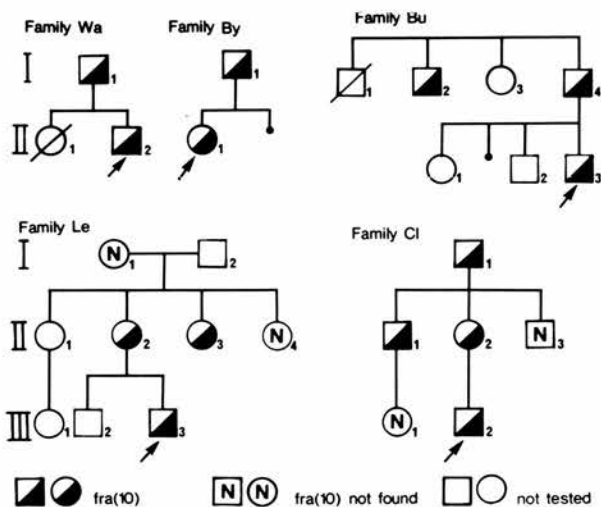 Family Wa
Family By
Family Bu
I
1
1
1
2
3
4
II
1
2
1
1
2
3
Family Le
Family Cl
I
N
1
2
1
II
1
2
3
N
4
1
2
N
3
III
1
2
3
N
1
2
fra(10)
N N
fra(10) not found
not tested